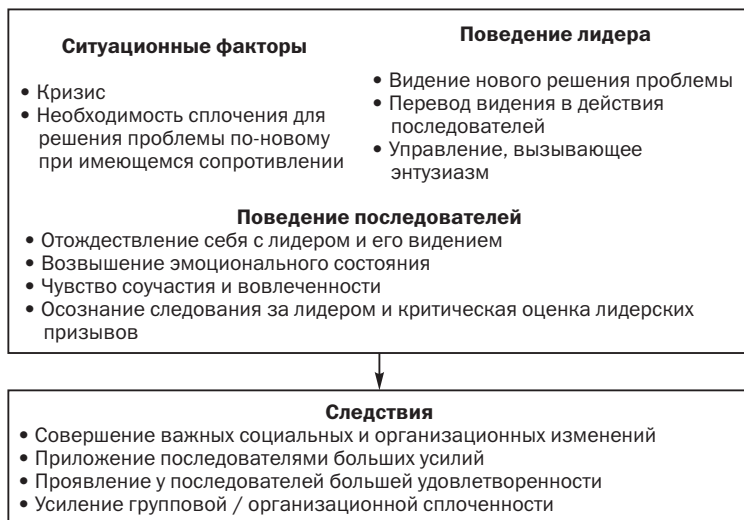 Ситуационные факторы
• Кризис
• Необходимость сплочения для
решения проблемы по-новому
при имеющемся сопротивлении
Поведение лидера
• Видение нового решения проблемы
• Перевод видения в действия
последователей
• Управление, вызывающее
энтузиазм
Поведение последователей
• Отождествление себя с лидером и его видением
• Возвышение эмоционального состояния
• Чувство соучастия и вовлеченности
• Осознание следования за лидером и критическая оценка лидерских
призывов
Следствия
• Совершение важных социальных и организационных изменений
• Приложение последователями больших усилий
• Проявление у последователей большей удовлетворенности
• Усиление групповой / организационной сплоченности